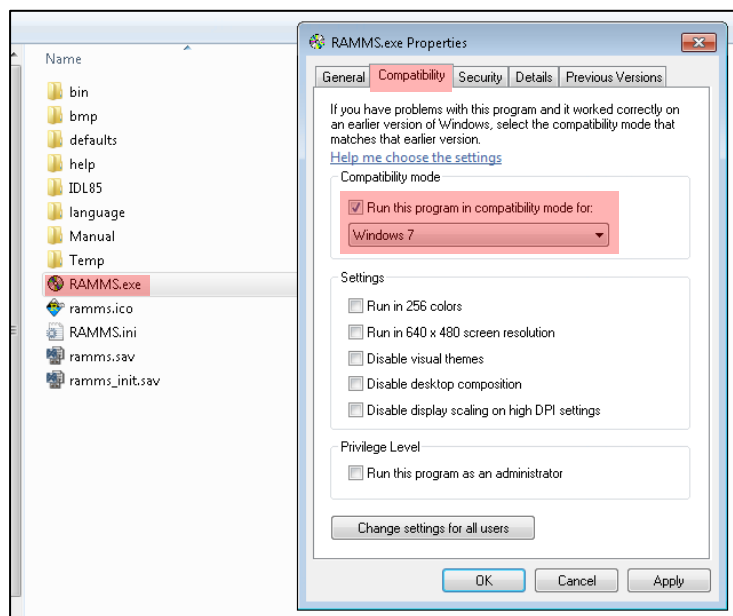 Name
bin
bmp
defaults
help
IDL85
language
Manual
Temp
RAMMS.exe
ramms.ico
RAMMS.ini
ramms.sav
ramms_init.sav
RAMMS.exe Properties
General Compatibility Security Details Previous Versions
If you have problems with this program and it worked correctly on
an earlier version of Windows, select the compatibility mode that
matches that earlier version.
Help me choose the settings
Compatibility mode
Run this program in compatibility mode for:
Windows 7
Settings
Run in 256 colors
Run in 640 x 480 screen resolution
Disable visual themes
Disable desktop composition
Disable display scaling on high DPI settings
Privilege Level
Run this program as an administrator
Change settings for all users
OK Cancel Apply